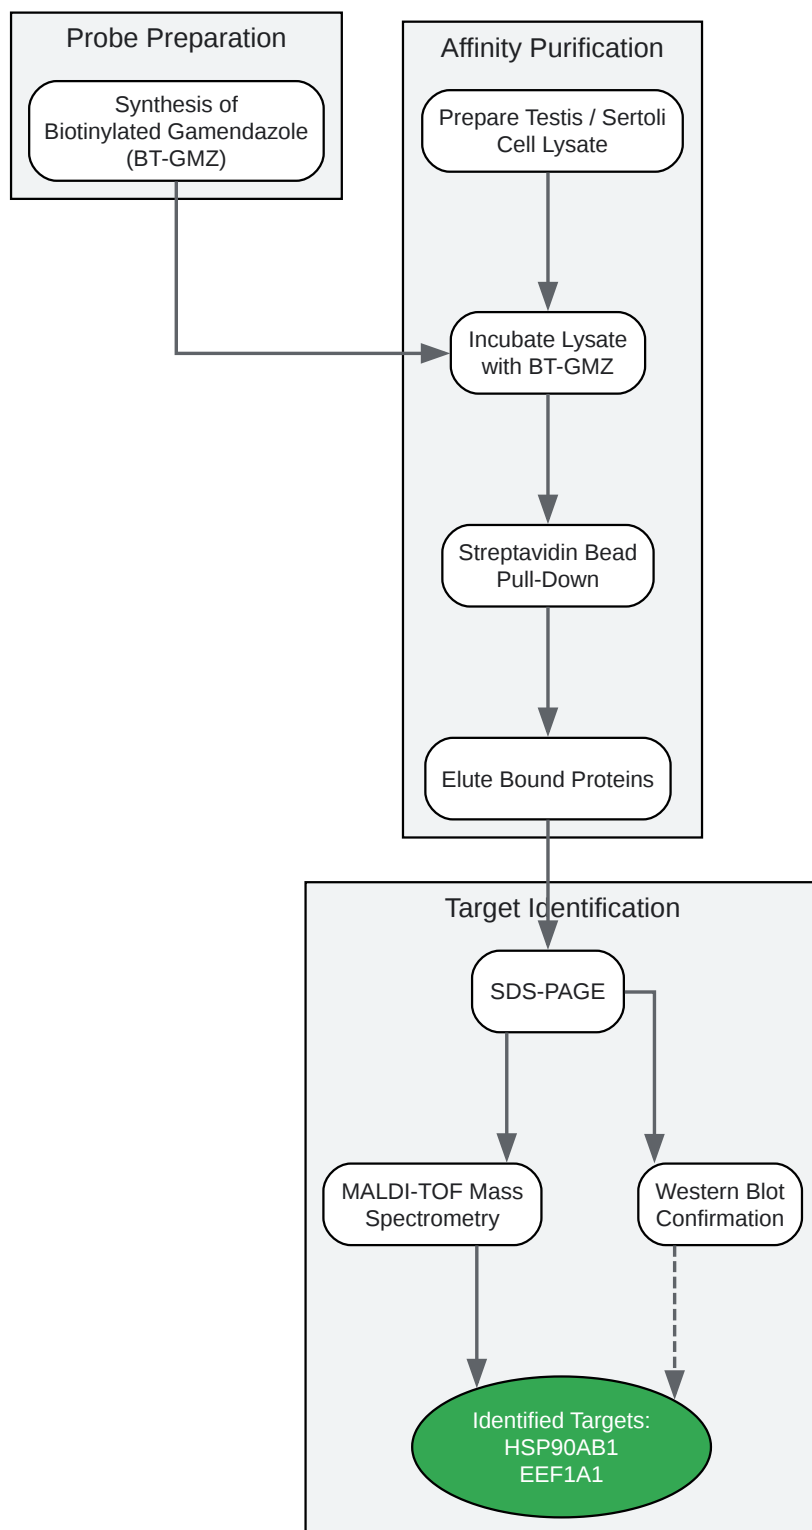 Probe Preparation
Synthesis of
Biotinylated Gamendazole
(BT-GMZ)
Affinity Purification
Prepare Testis / Sertoli
Cell Lysate
Incubate Lysate
with BT-GMZ
Streptavidin Bead
Pull-Down
Elute Bound Proteins
Target Identification
SDS-PAGE
MALDI-TOF Mass
Spectrometry
Western Blot
Confirmation
Identified Targets:
HSP90AB1
EEF1A1